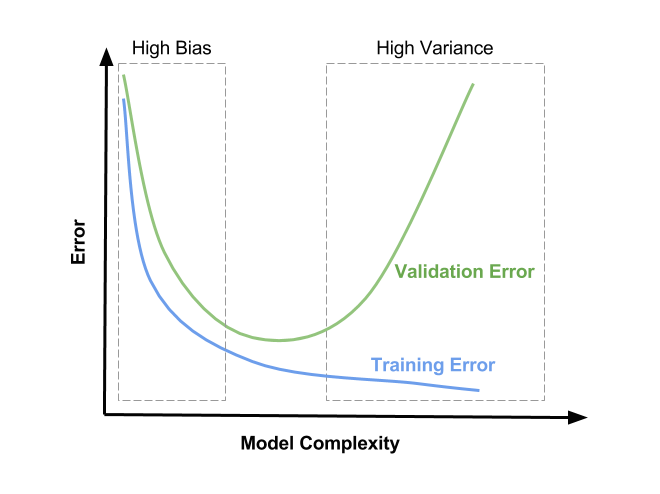 High Bias
High Variance
Error
Validation Error
Training Error
Model Complexity